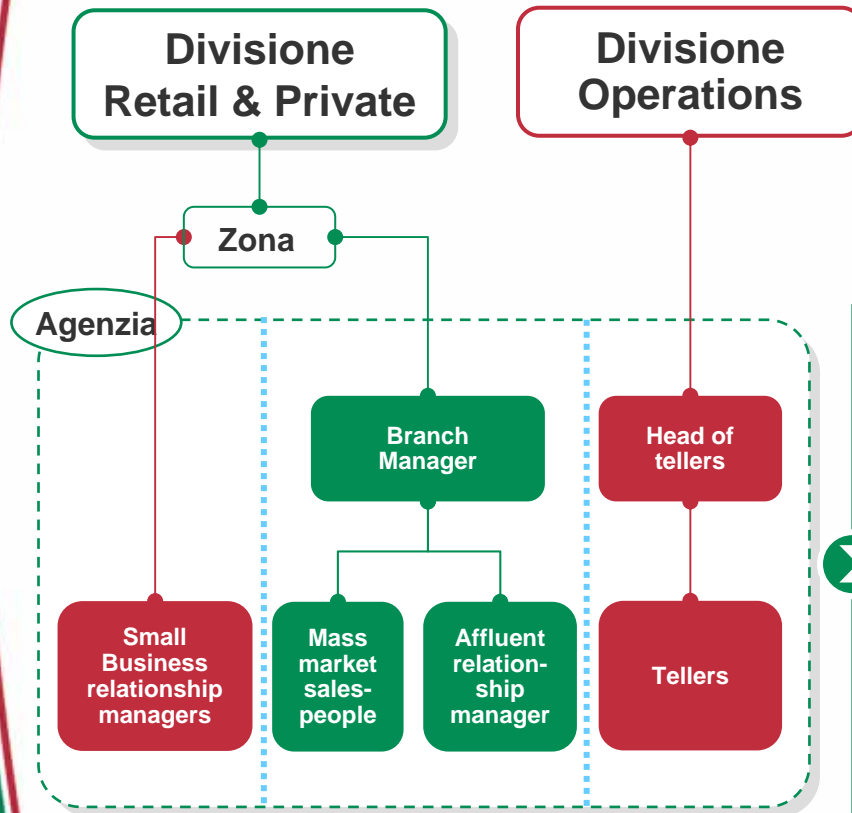 Divisione
Retail & Private
Divisione
Operations
Zona
Agenzia
Branch
Manager
Head of
tellers
Small
Business
relationship
managers
Mass
market
sales-
people
Affluent
relation-
ship
manager
Tellers